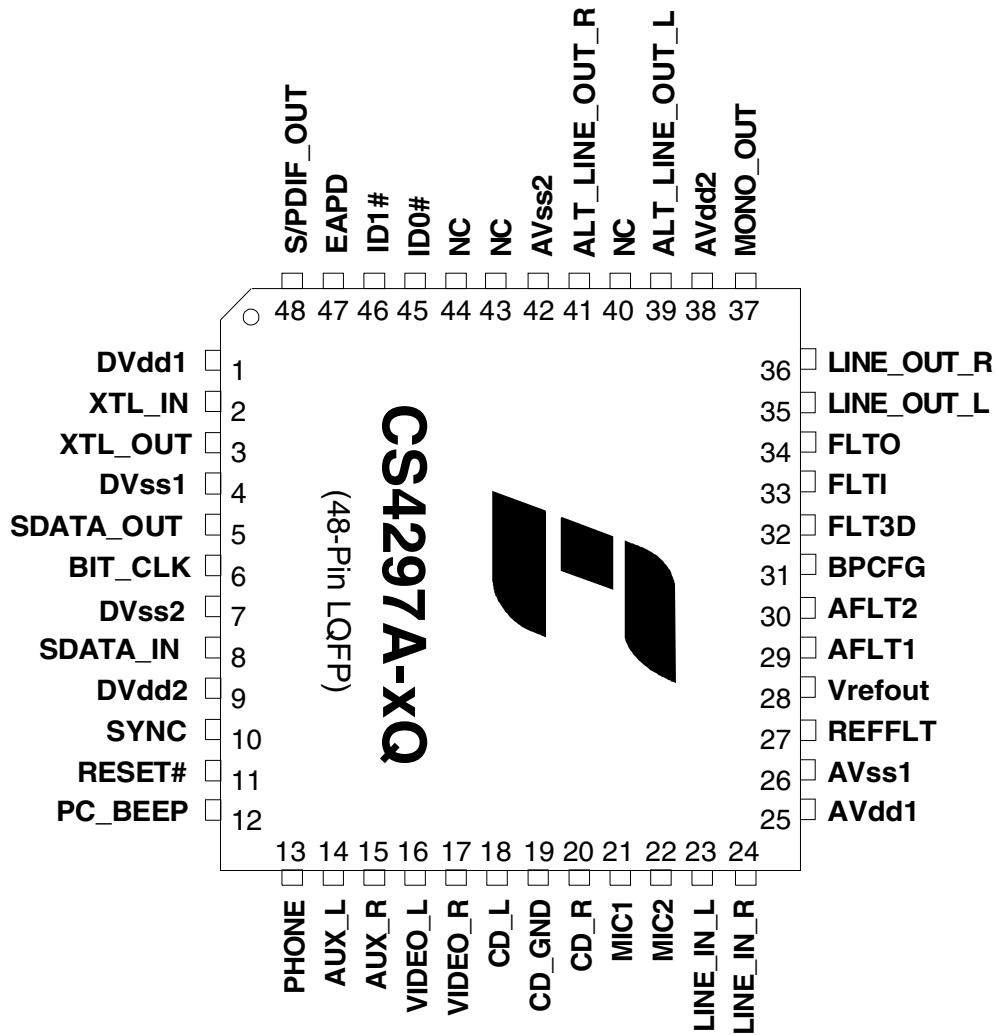 S/PDIF_OUT
EAPD
ID1#
ID0#
NC
NC
AVss2
ALT_LINE_OUT_R
NC
ALT_LINE_OUT_L
AVdd2
MONO_OUT
48 47 46 45 44 43 42 41 40 39 38 37
DVdd1 1
XTL_IN 2
XTL_OUT 3
DVss1 4
SDATA_OUT 5
BIT_CLK 6
DVss2 7
SDATA_IN 8
DVdd2 9
SYNC 10
RESET# 11
PC_BEEP 12
CS4297A-xQ
(48-Pin LQFP)
36 LINE_OUT_R
35 LINE_OUT_L
34 FLTO
33 FLTI
32 FLT3D
31 BPCFG
30 AFLT2
29 AFLT1
28 Vrefout
27 REFFLT
26 AVss1
25 AVdd1
13 14 15 16 17 18 19 20 21 22 23 24
PHONE
AUX_L
AUX_R
VIDEO_L
VIDEO_R
CD_L
CD_GND
CD_R
MIC1
MIC2
LINE_IN_L
LINE_IN_R